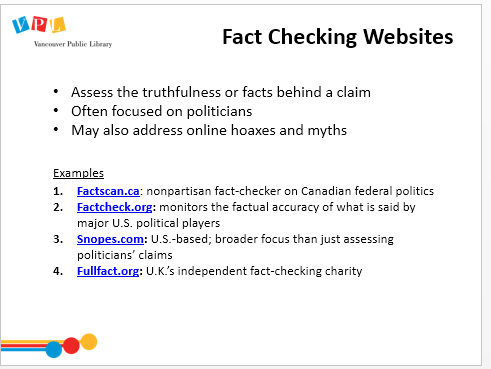 VPL
Vancouver Public Library
Fact Checking Websites
• Assess the truthfulness or facts behind a claim
• Often focused on politicians
• May also address online hoaxes and myths
Examples
1. Factscan.ca: nonpartisan fact-checker on Canadian federal politics
2. Factcheck.org: monitors the factual accuracy of what is said by
major U.S. political players
3. Snopes.com: U.S.-based; broader focus than just assessing
politicians’ claims
4. Fullfact.org: U.K.’s independent fact-checking charity